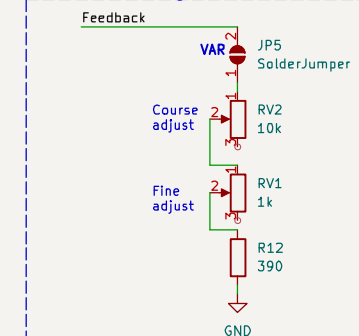 Feedback
2
JP5
VAR
SolderJumper
1
1
Course
adjust
2
RV2
10k
3
1
Fine
adjust
2
RV1
1k
3
R12
390
GND